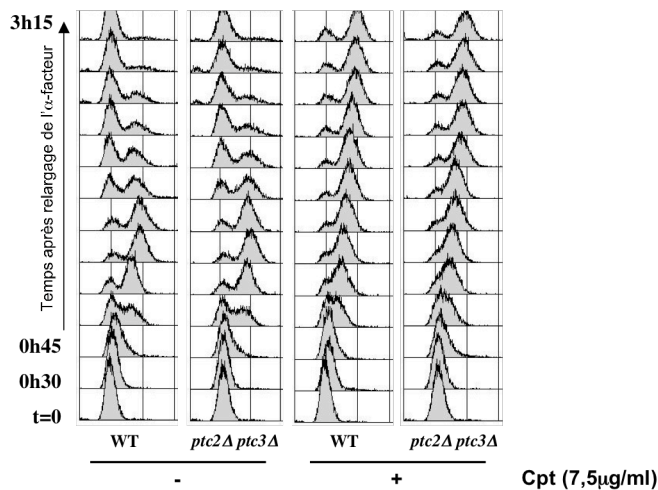 3h15
Temps après relargage de l'α-facteur
0h45
0h30
t=0
WT
ptc2Δ ptc3Δ
WT
ptc2Δ ptc3Δ
-
+
Cpt (7,5µg/ml)